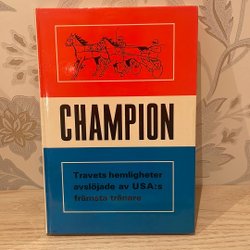 CHAMPION
Travets hemligheter
avslöjade av USA:s
främsta tränare